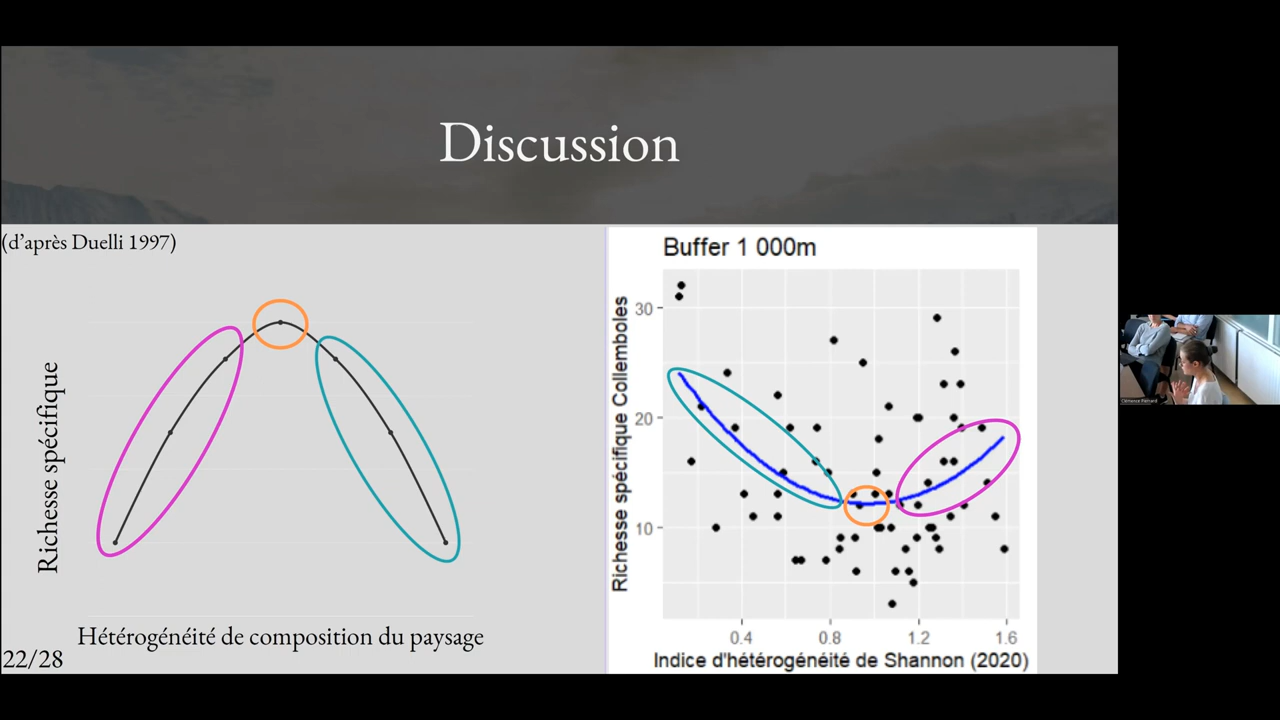 Discussion
(d'après Duelli 1997)
Richesse spécifique
Hétérogénéité de composition du paysage
22/28
Buffer 1 000m
Richesse spécifique Collemboles
30
20
10
0.4 0.8 1.2 1.6
Indice d'hétérogénéité de Shannon (2020)